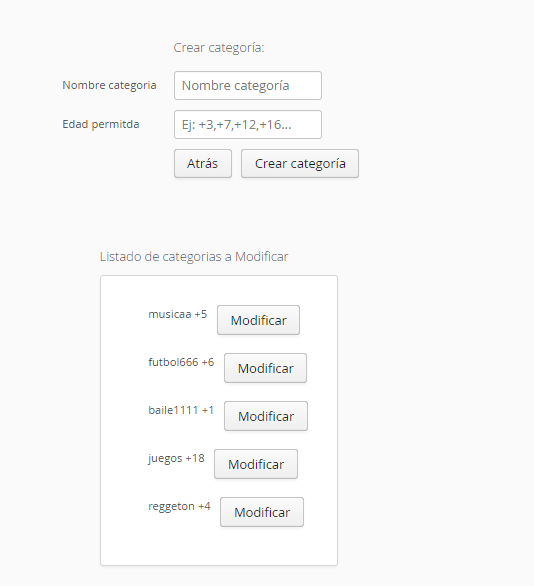 Crear categoría:
Nombre categoria Nombre categoría
Edad permitda Ej: +3,+7,+12,+16...
Atrás Crear categoría
Listado de categorias a Modificar
musicaa +5 Modificar
futbol666 +6 Modificar
baile1111 +1 Modificar
juegos +18 Modificar
reggeton +4 Modificar